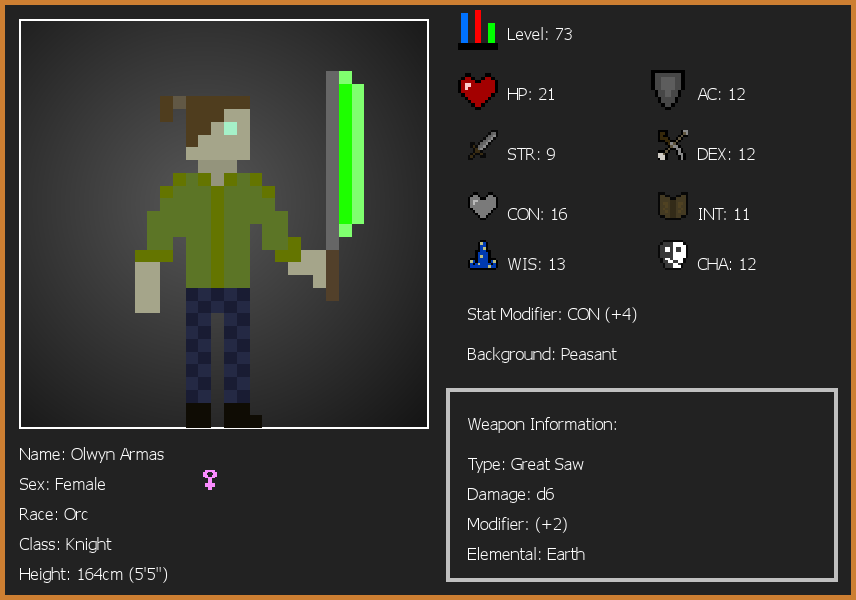 Level: 73
HP: 21
AC: 12
STR: 9
DEX: 12
CON: 16
INT: 11
WIS: 13
CHA: 12
Stat Modifier: CON (+4)
Background: Peasant
Weapon Information:
Type: Great Saw
Damage: d6
Modifier: (+2)
Elemental: Earth
Name: Olwyn Armas
Sex: Female
Race: Orc
Class: Knight
Height: 164cm (5'5")